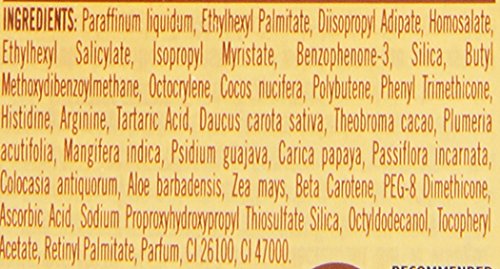 INGREDIENTS: Paraffinum liquidum, Ethylhexyl Palmitate, Diisopropyl Adipate, Homosalate,
Ethylhexyl Salicylate, Isopropyl Myristate, Benzophenone-3, Silica, Butyl
Methoxydibenzoylmethane, Octocrylene, Cocos nucifera, Polybutene, Phenyl Trimethicone,
Histidine, Arginine, Tartaric Acid, Daucus carota sativa, Theobroma cacao, Plumeria
acutifolia, Mangifera indica, Psidium guajava, Carica papaya, Passiflora incarnata,
Colocasia antiquorum, Aloe barbadensis, Zea mays, Beta Carotene, PEG-8 Dimethicone,
Ascorbic Acid, Sodium Proproxyhydroxypropyl Thiosulfate Silica, Octyldodecanol, Tocopheryl
Acetate, Retinyl Palmitate, Parfum, CI 26100, CI 47000.
RECOMMENDED